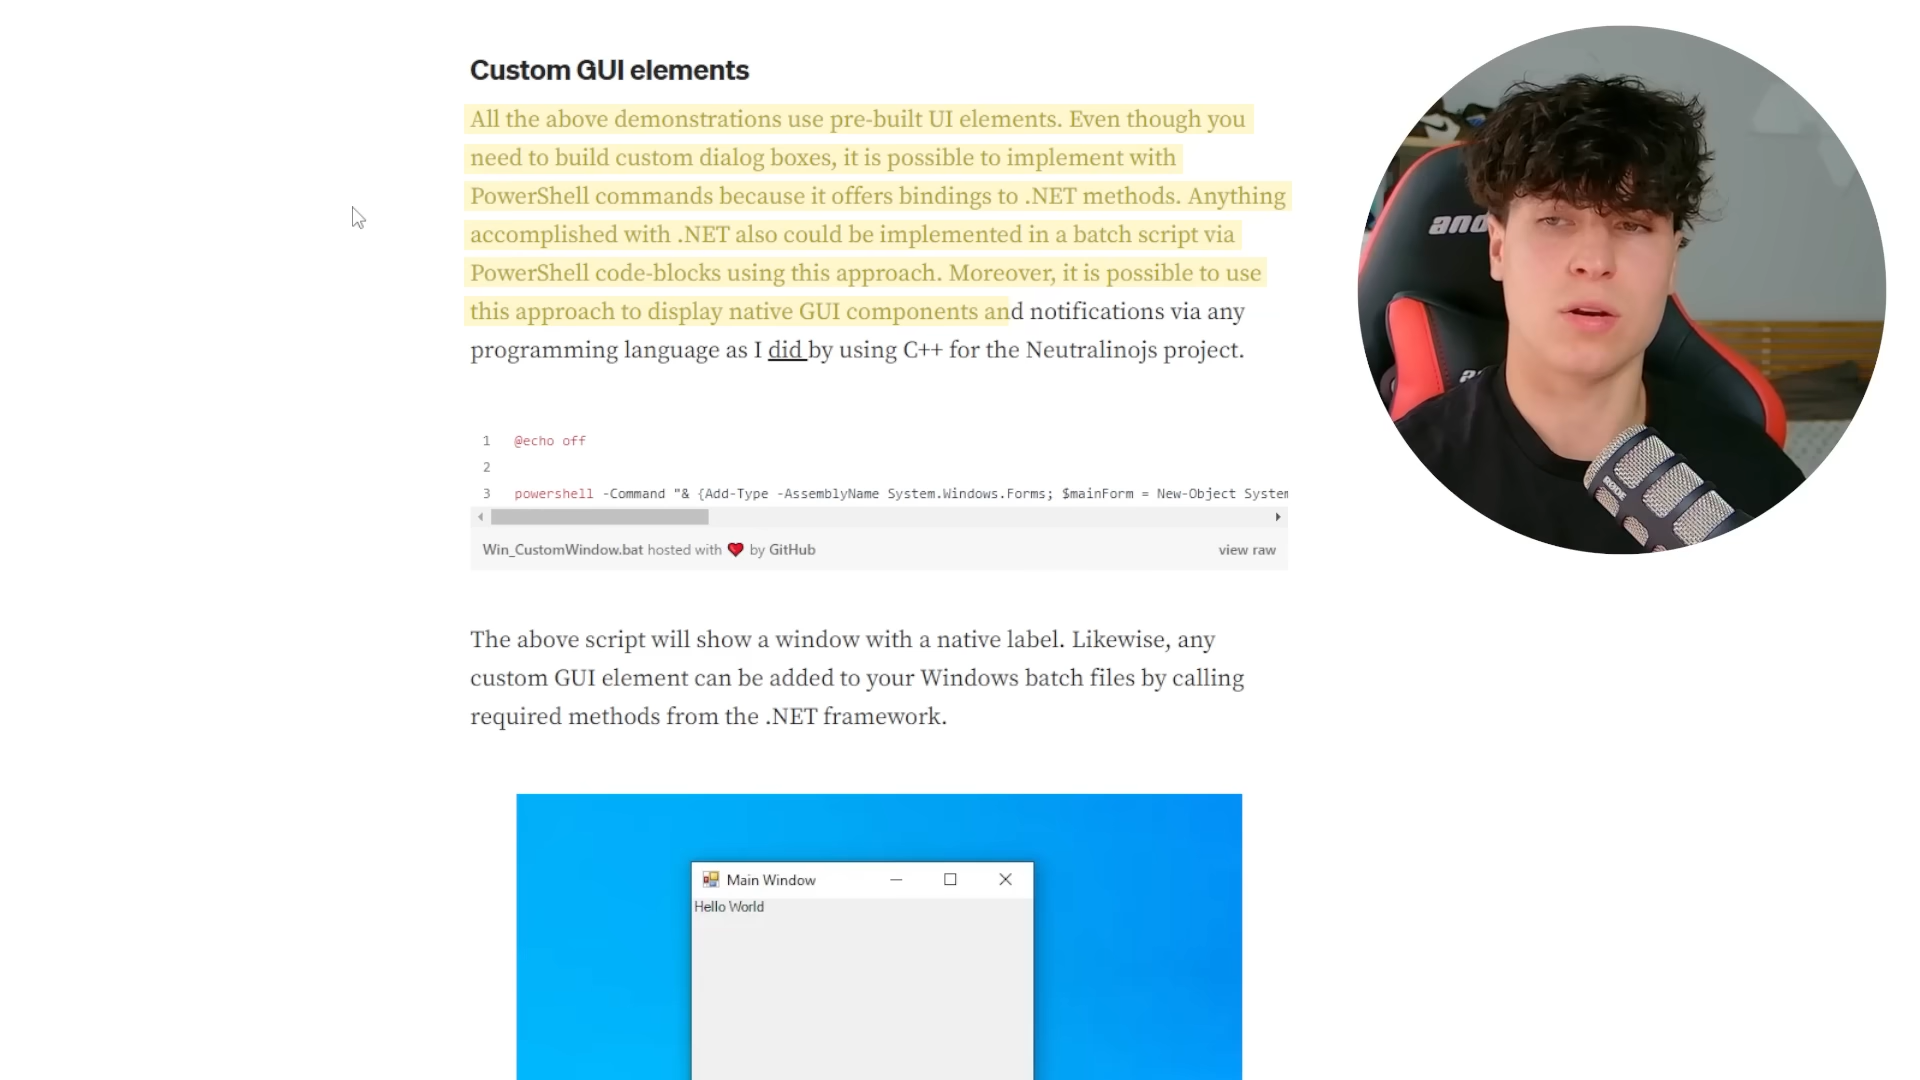 Custom GUI elements
All the above demonstrations use pre-built UI elements. Even though you
need to build custom dialog boxes, it is possible to implement with
PowerShell commands because it offers bindings to .NET methods. Anything
accomplished with .NET also could be implemented in a batch script via
PowerShell code-blocks using this approach. Moreover, it is possible to use
this approach to display native GUI components and notifications via any
programming language as I did by using C++ for the Neutralinojs project.
1 @echo off
2
3 powershell -Command "& {Add-Type -AssemblyName System.Windows.Forms; $mainForm = New-Object System
Win_CustomWindow.bat hosted with ❤ by GitHub
view raw
The above script will show a window with a native label. Likewise, any
custom GUI element can be added to your Windows batch files by calling
required methods from the .NET framework.
Main Window
Hello World
RØDE